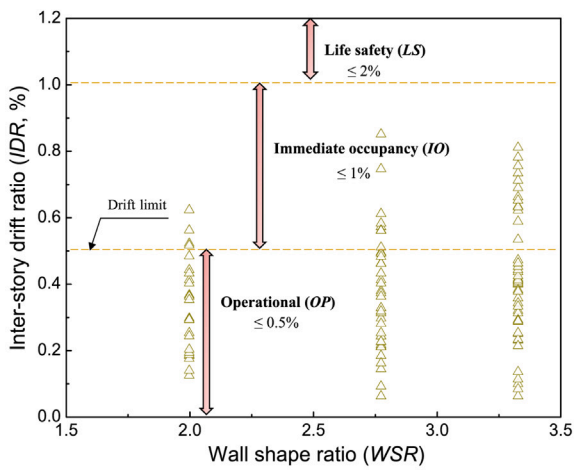 1.2
1.0
0.8
0.6
0.4
0.2
0.0
Inter-story drift ratio (IDR, %)
Life safety (LS)
≤ 2%
Immediate occupancy (IO)
≤ 1%
Drift limit
Operational (OP)
≤ 0.5%
1.5 2.0 2.5 3.0 3.5
Wall shape ratio (WSR)